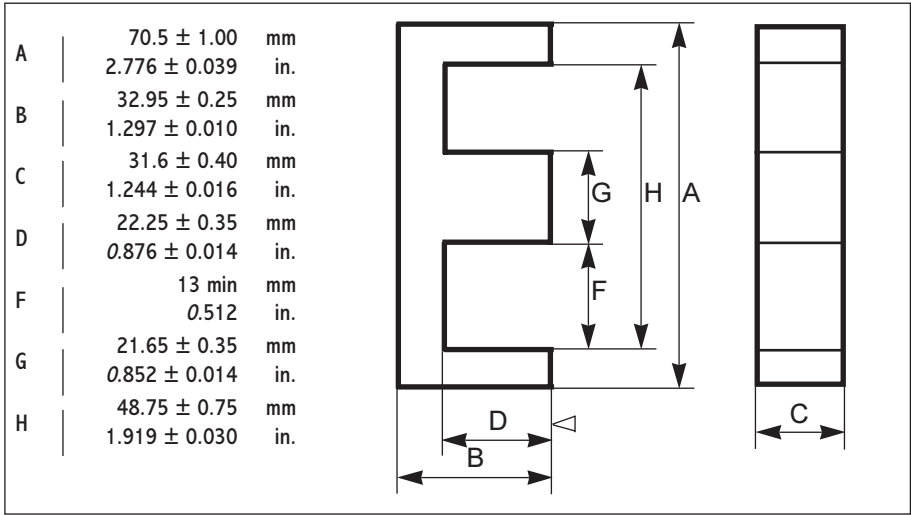 A 70.5 ± 1.00 mm
2.776 ± 0.039 in.
B 32.95 ± 0.25 mm
1.297 ± 0.010 in.
C 31.6 ± 0.40 mm
1.244 ± 0.016 in.
D 22.25 ± 0.35 mm
0.876 ± 0.014 in.
F 13 min mm
0.512 in.
G 21.65 ± 0.35 mm
0.852 ± 0.014 in.
H 48.75 ± 0.75 mm
1.919 ± 0.030 in.
G H A
F
D
B
C